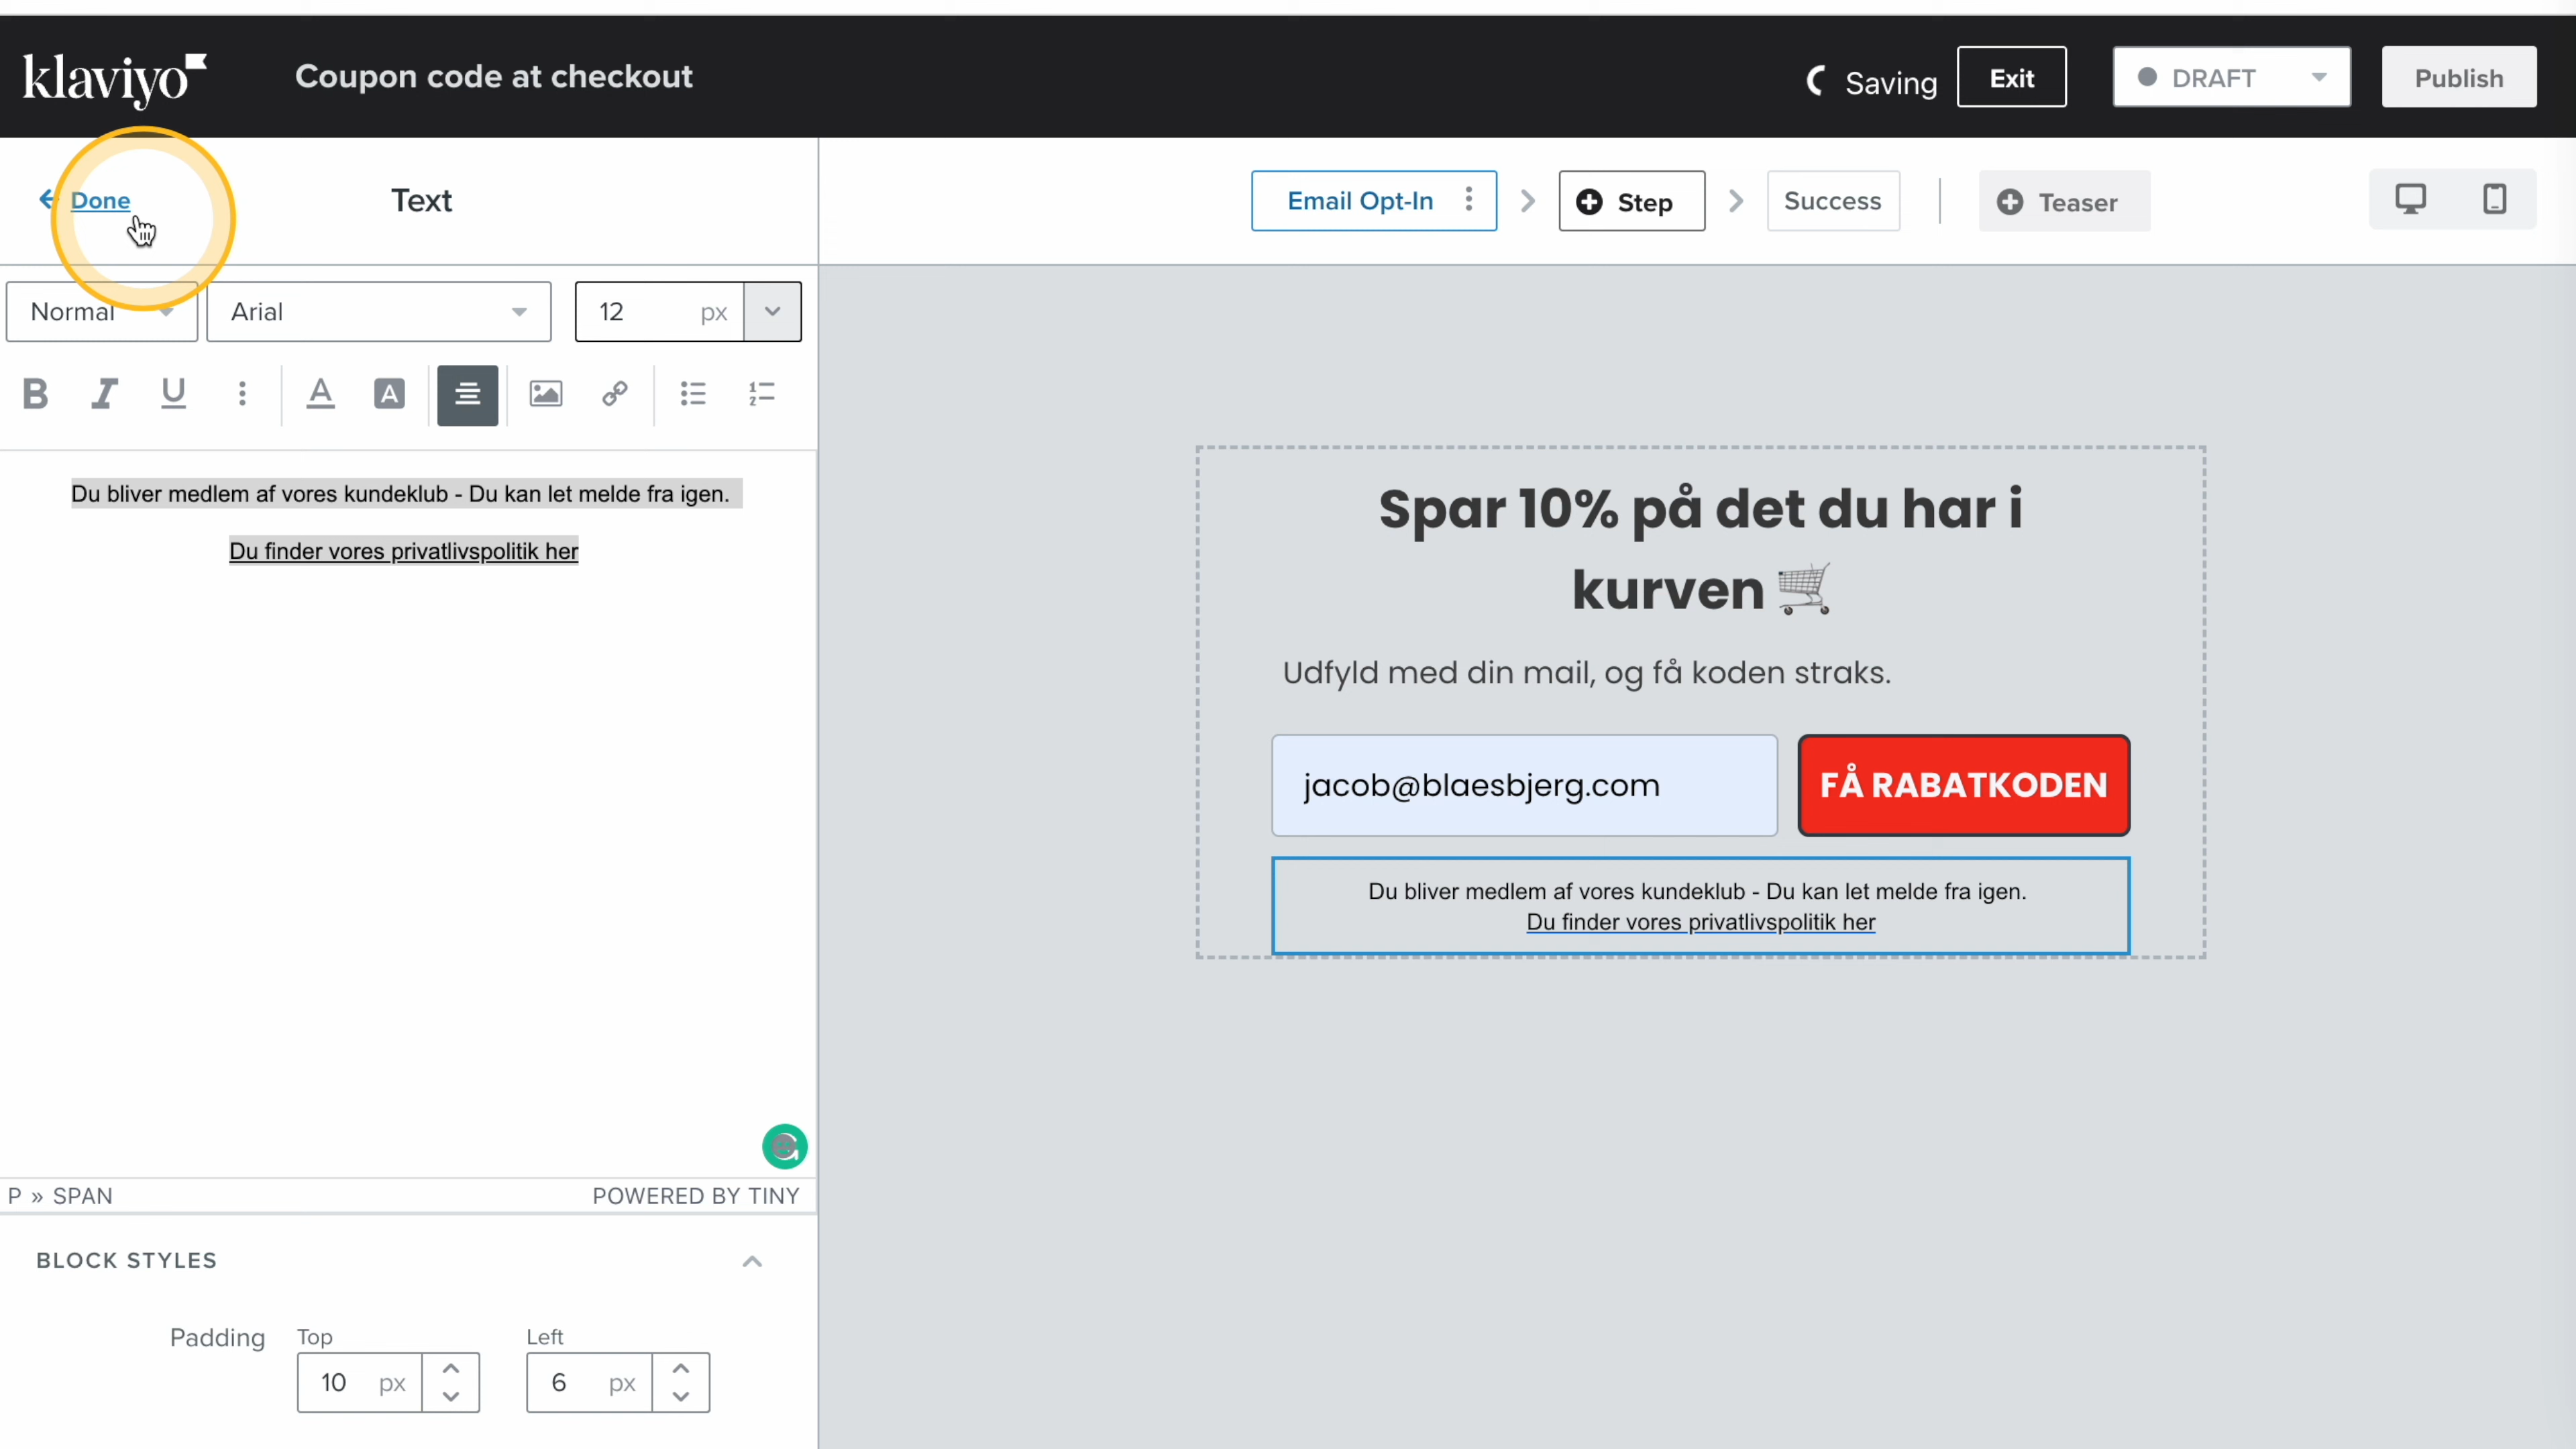 klaviyo
Coupon code at checkout
Saving
Exit
DRAFT
Publish
Done
Text
Email Opt-In
Step
Success
Teaser
Normal
Arial
12 px
Du bliver medlem af vores kundeklub - Du kan let melde fra igen.
Du finder vores privatlivspolitik her
Spar 10% på det du har i
kurven
Udfyld med din mail, og få koden straks.
jacob@blaesbjerg.com
FÅ RABATKODEN
Du bliver medlem af vores kundeklub - Du kan let melde fra igen.
Du finder vores privatlivspolitik her
P » SPAN
POWERED BY TINY
BLOCK STYLES
Padding
Top
Left
10 px
6 px